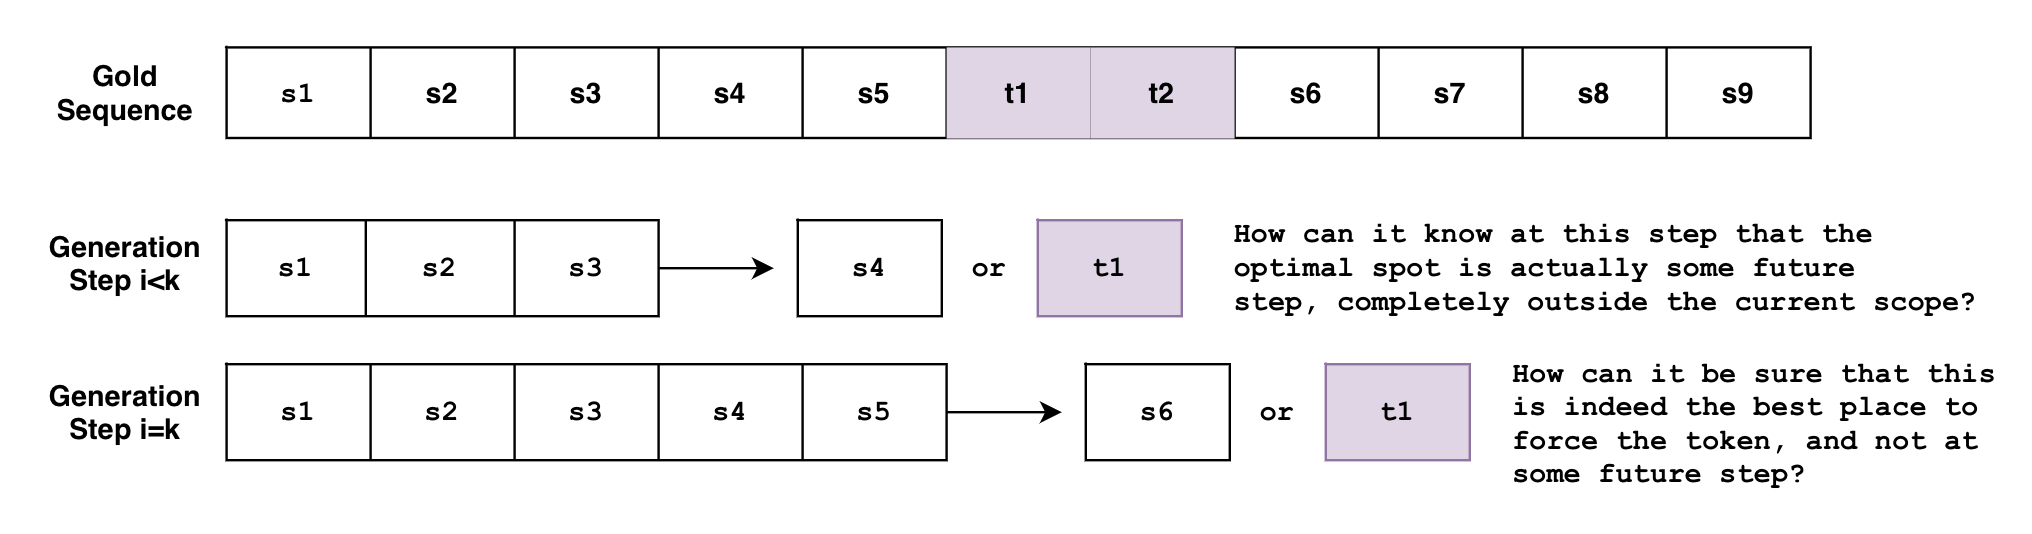 Gold
Sequence
s1 s2 s3 s4 s5 t1 t2 s6 s7 s8 s9
Generation
Step i<k
s1 s2 s3 s4 or t1
How can it know at this step that the
optimal spot is actually some future
step, completely outside the current scope?
Generation
Step i=k
s1 s2 s3 s4 s5 s6 or t1
How can it be sure that this
is indeed the best place to
force the token, and not at
some future step?